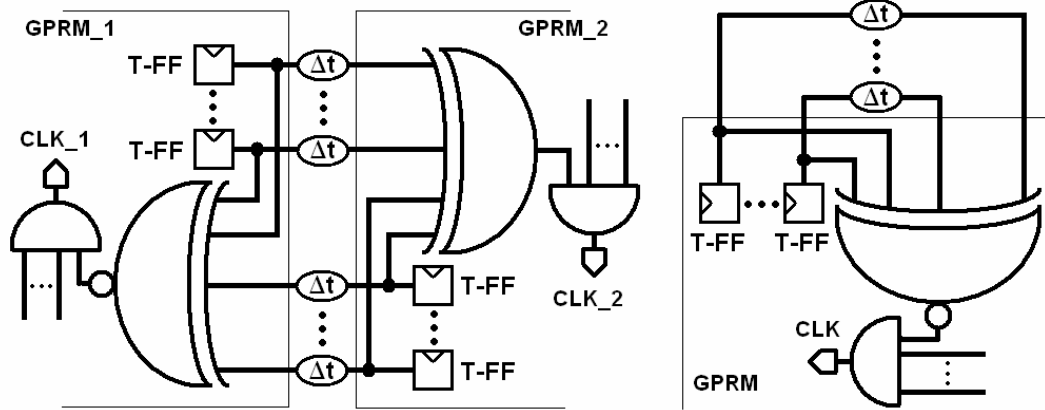 GPRM_1
GPRM_2
T-FF
Δt
T-FF
Δt
CLK_1
Δt
T-FF
CLK_2
Δt
T-FF
Δt
Δt
T-FF
T-FF
CLK
GPRM